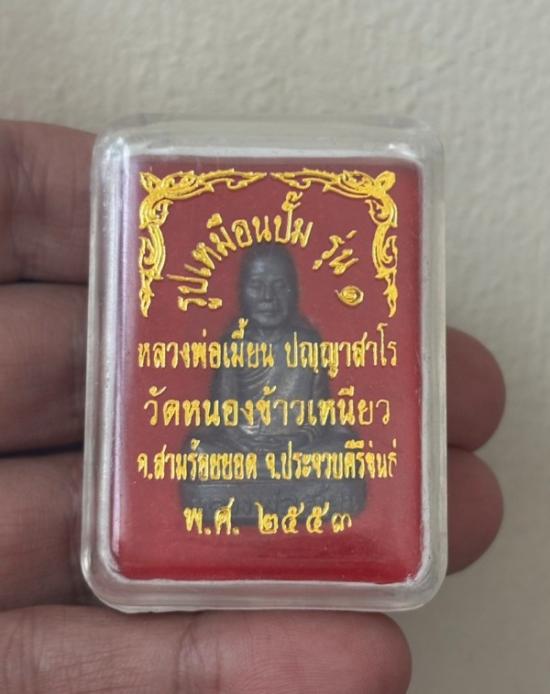 รูปเหมือนปั๊ม รุ่น ๑
หลวงพ่อเมี้ยน ปญฺญาสาโร
วัดหนองข้าวเหนียว
อ.สามร้อยยอด จ.ประจวบคีรีขันธ์
พ.ศ. ๒๕๕๓